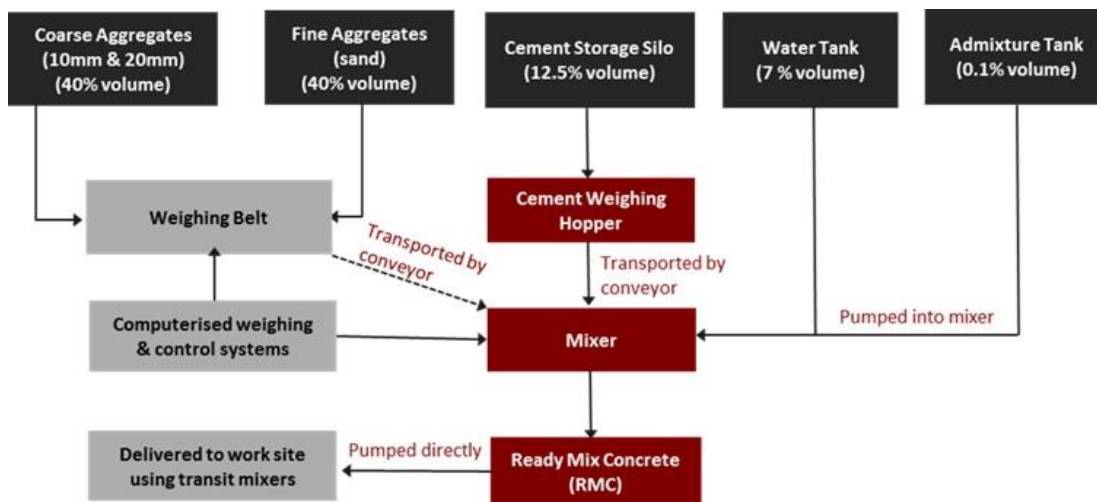 Coarse Aggregates
(10mm & 20mm)
(40% volume)
Fine Aggregates
(sand)
(40% volume)
Cement Storage Silo
(12.5% volume)
Water Tank
(7 % volume)
Admixture Tank
(0.1% volume)
Weighing Belt
Cement Weighing
Hopper
Transported by
conveyor
Transported by
conveyor
Computerised weighing
& control systems
Mixer
Pumped into mixer
Delivered to work site
using transit mixers
Pumped directly
Ready Mix Concrete
(RMC)